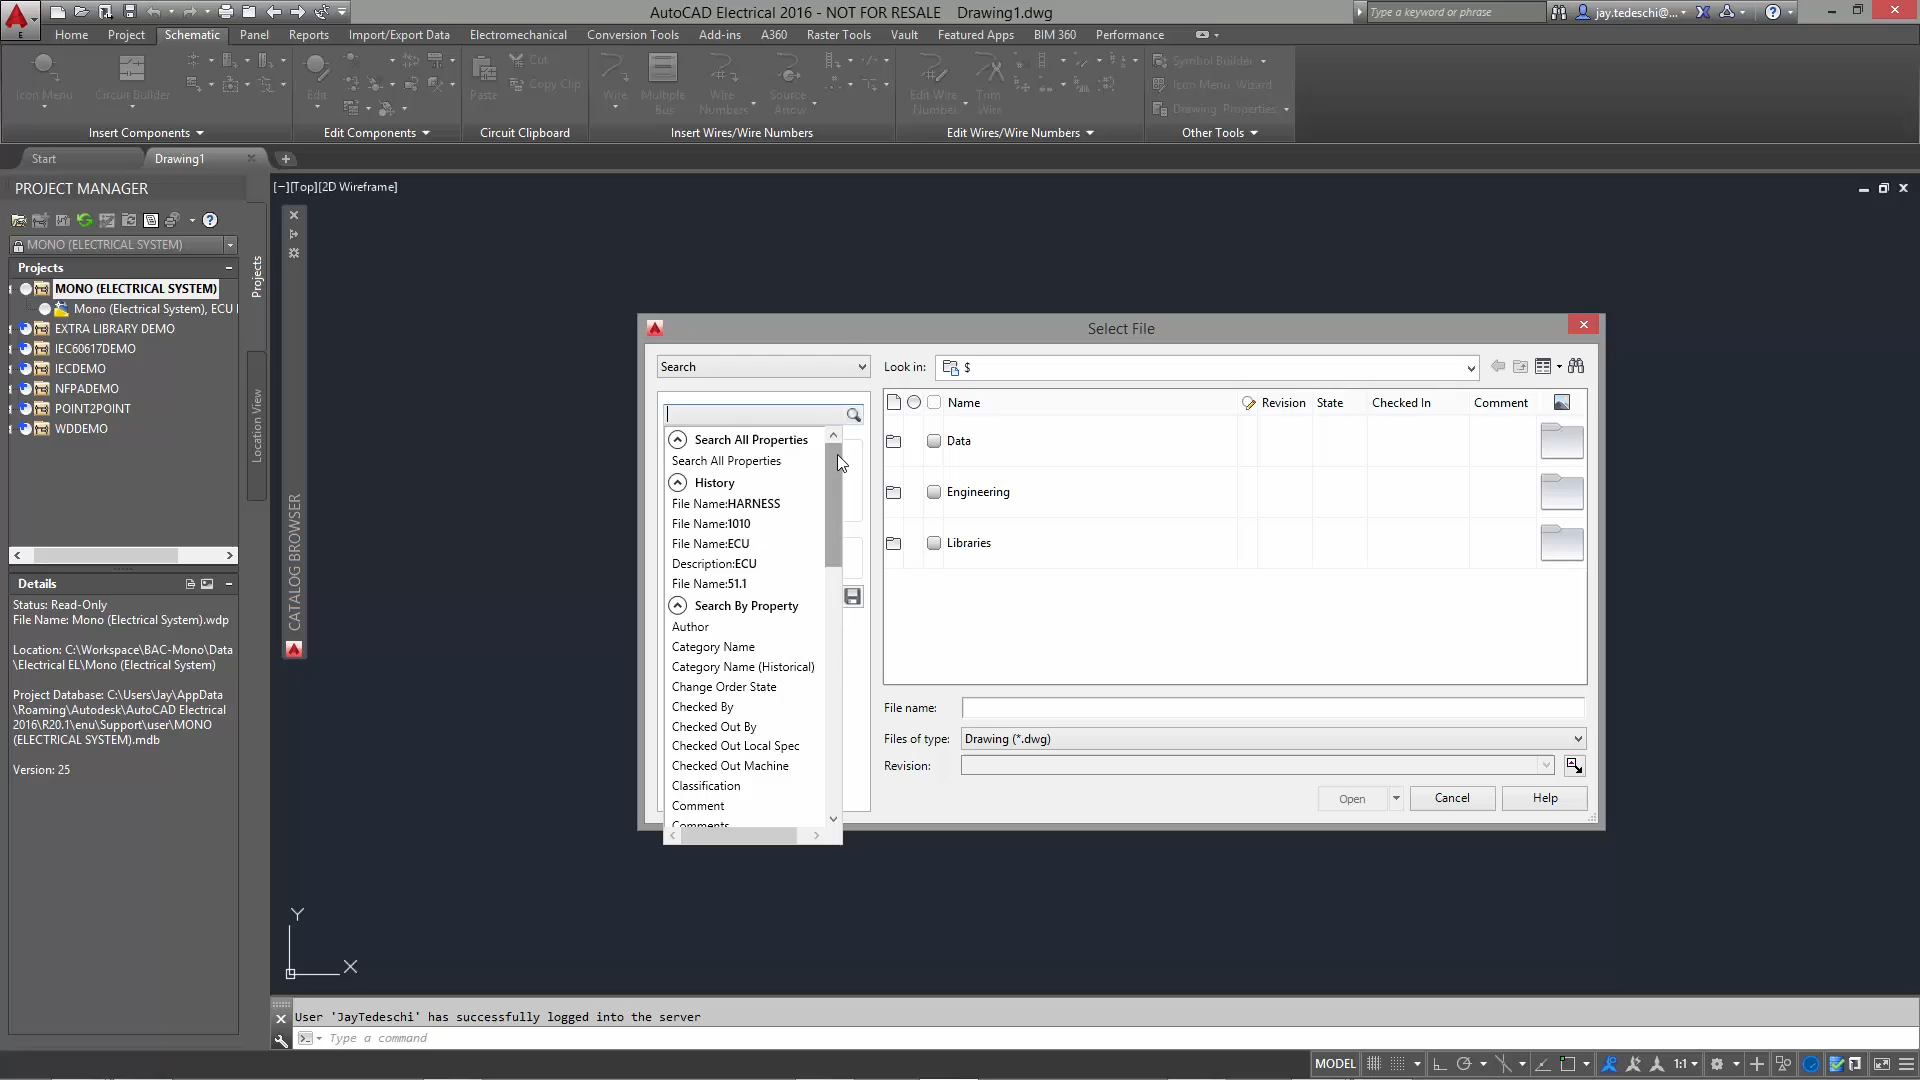 AutoCAD Electrical 2016 - NOT FOR RESALE Drawing1.dwg
Type a keyword or phrase
jay.tedeschi@...
Home Project Schematic Panel Reports Import/Export Data Electromechanical Conversion Tools Add-ins A360 Raster Tools Vault Featured Apps BIM 360 Performance
Icon Menu
Circuit Builder
Edit
Paste
Cut
Copy Clip
Wire
Multiple Bus
Wire Numbers
Source Arrow
Edit Wire Number
Trim Wire
Symbol Builder
Icon Menu Wizard
Drawing Properties
Insert Components Edit Components Circuit Clipboard Insert Wires/Wire Numbers Edit Wires/Wire Numbers Other Tools
Start Drawing1
PROJECT MANAGER
MONO (ELECTRICAL SYSTEM)
Projects
MONO (ELECTRICAL SYSTEM)
Mono (Electrical System), ECU
EXTRA LIBRARY DEMO
IEC60617DEMO
IECDEMO
NFPADEMO
POINT2POINT
WDDEMO
Projects
Location View
Details
Status: Read-Only
File Name: Mono (Electrical System).wdp
Location: C:\Workspace\BAC-Mono\Data
\Electrical EL\Mono (Electrical System)
Project Database: C:\Users\Jay\AppData
\Roaming\Autodesk\AutoCAD Electrical
2016\R20.1\enu\Support\user\MONO
(ELECTRICAL SYSTEM).mdb
Version: 25
[−][Top][2D Wireframe]
CATALOG BROWSER
Select File
Search
Look in: $
Search All Properties
Search All Properties
History
File Name:HARNESS
File Name:1010
File Name:ECU
Description:ECU
File Name:51.1
Search By Property
Author
Category Name
Category Name (Historical)
Change Order State
Checked By
Checked Out By
Checked Out Local Spec
Checked Out Machine
Classification
Comment
Comments
Name Revision State Checked In Comment
Data
Engineering
Libraries
File name:
Files of type: Drawing (*.dwg)
Revision:
Open Cancel Help
Y
X
User 'JayTedeschi' has successfully logged into the server
Type a command
MODEL
1:1